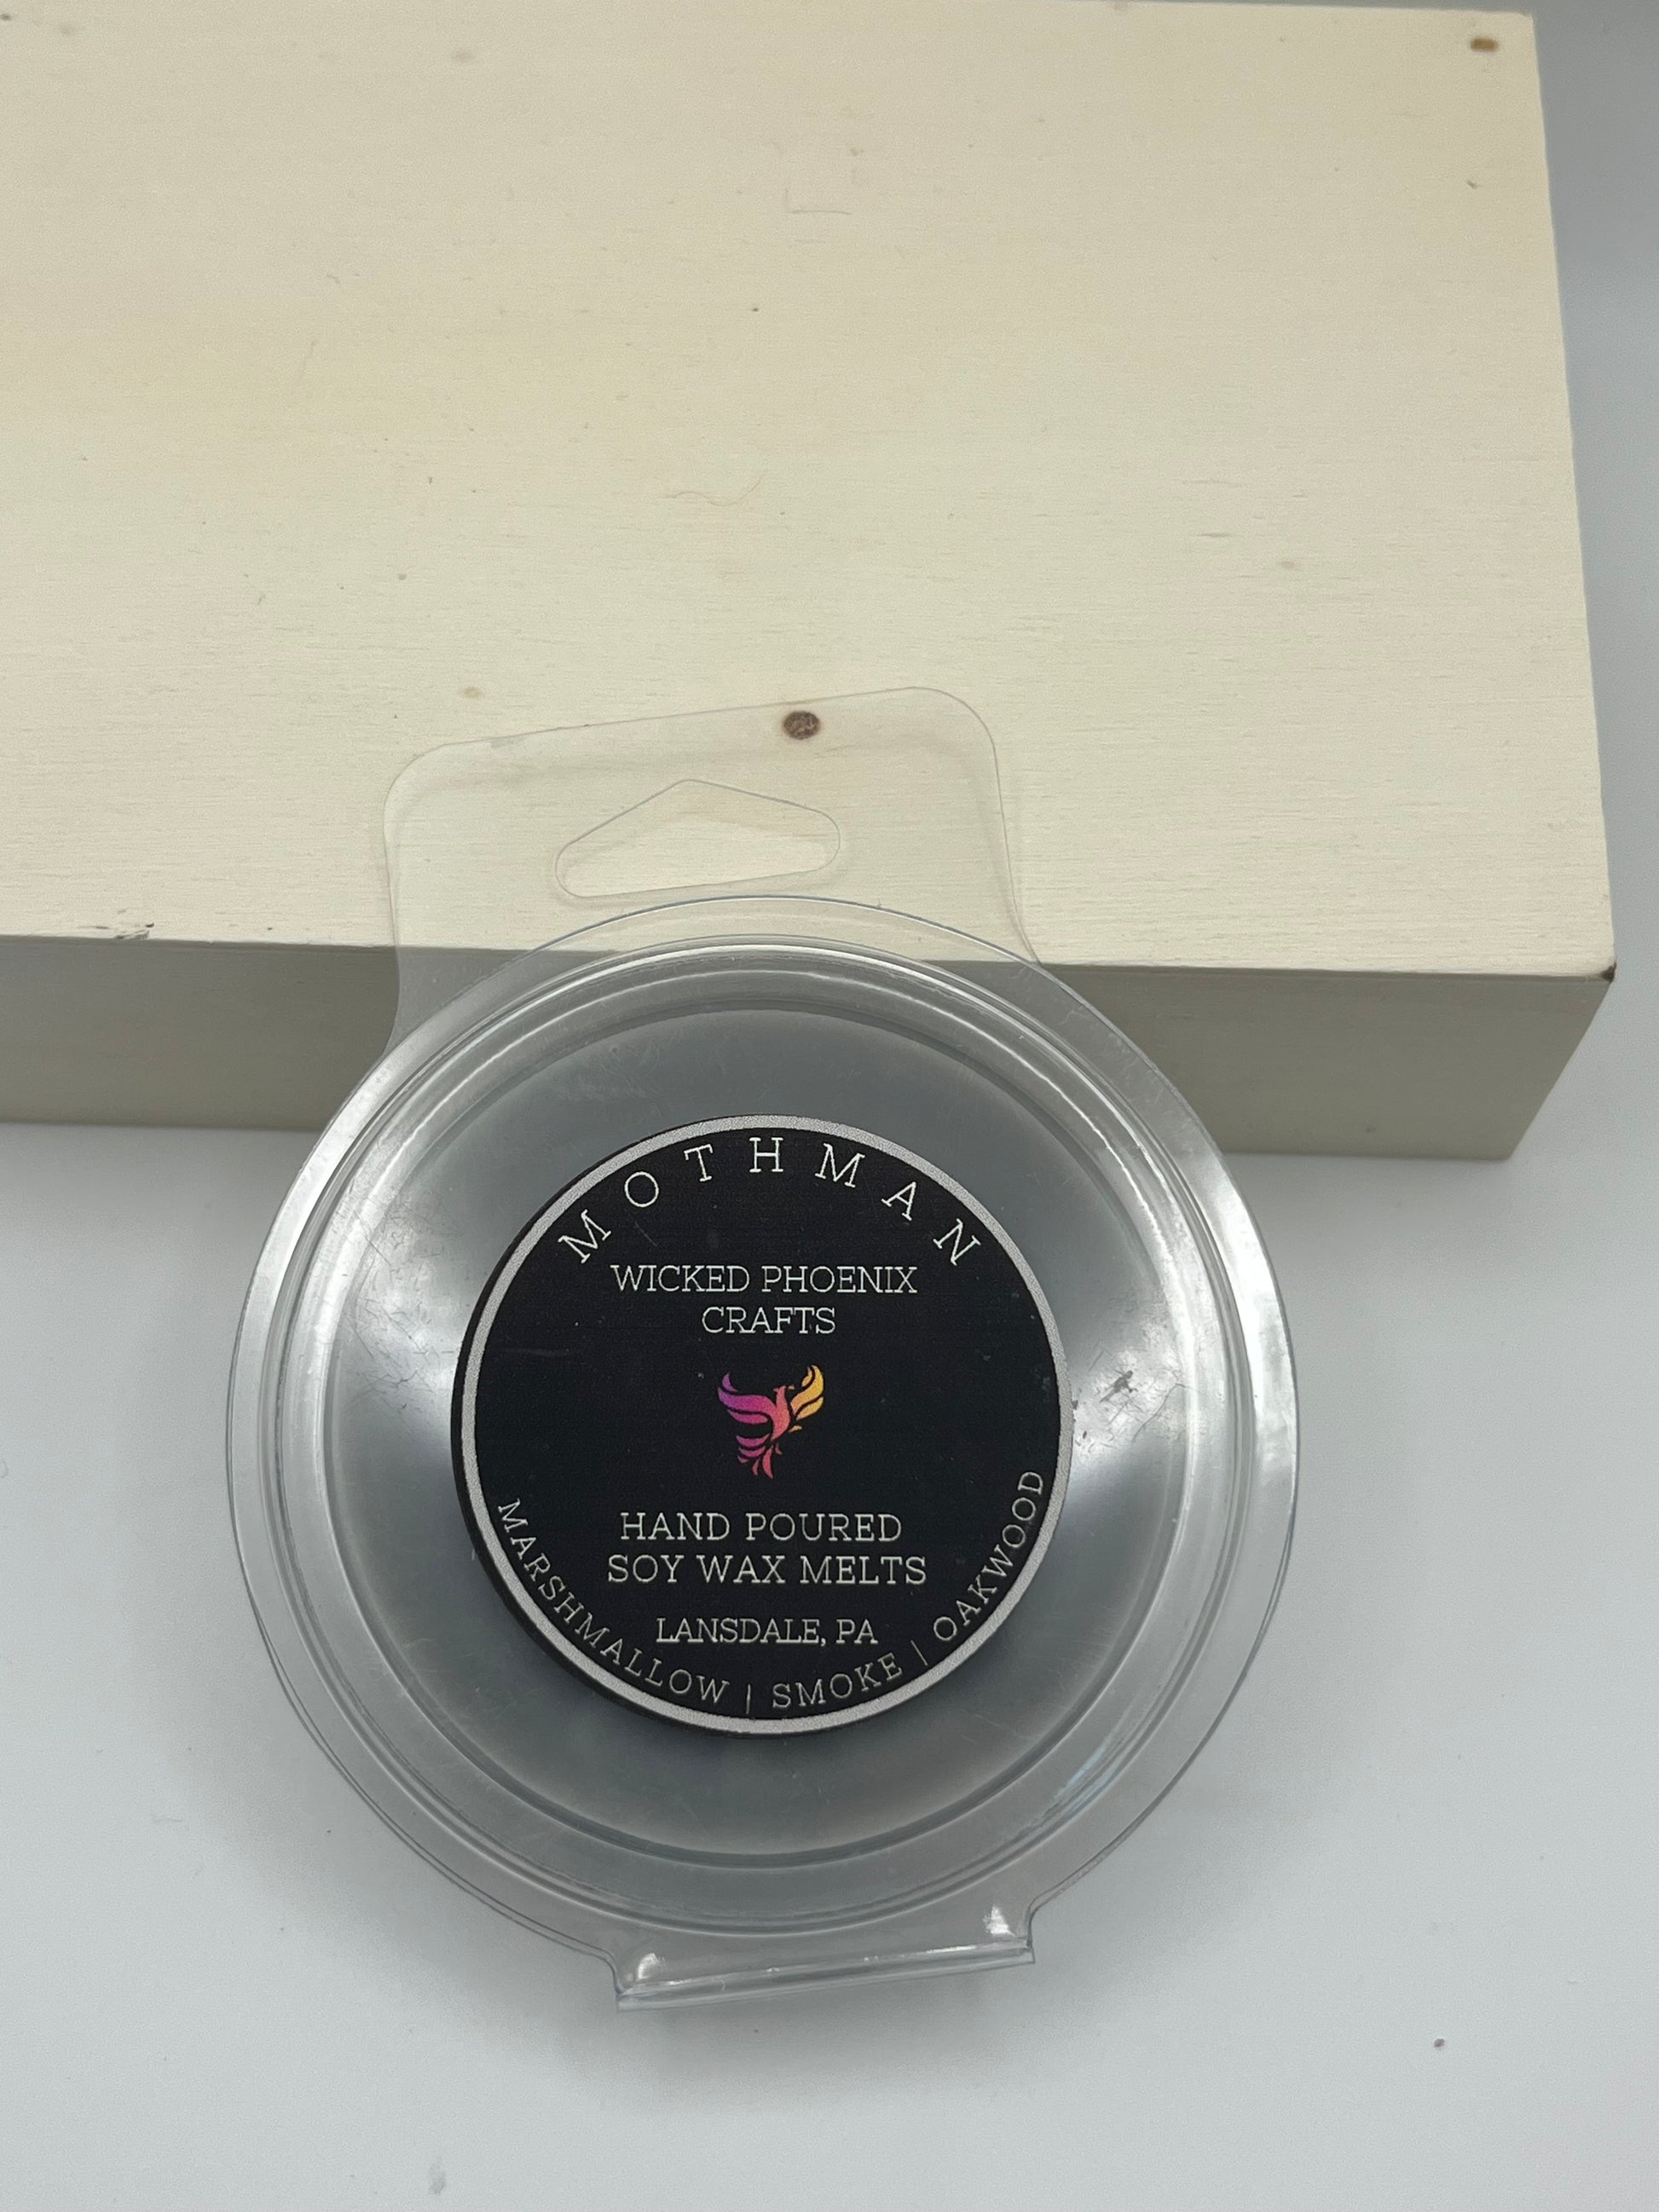 MOTHMAN
WICKED PHOENIX
CRAFTS
HAND POURED
SOY WAX MELTS
LANSDALE, PA
MARSHMALLOW | SMOKE | OAKWOOD